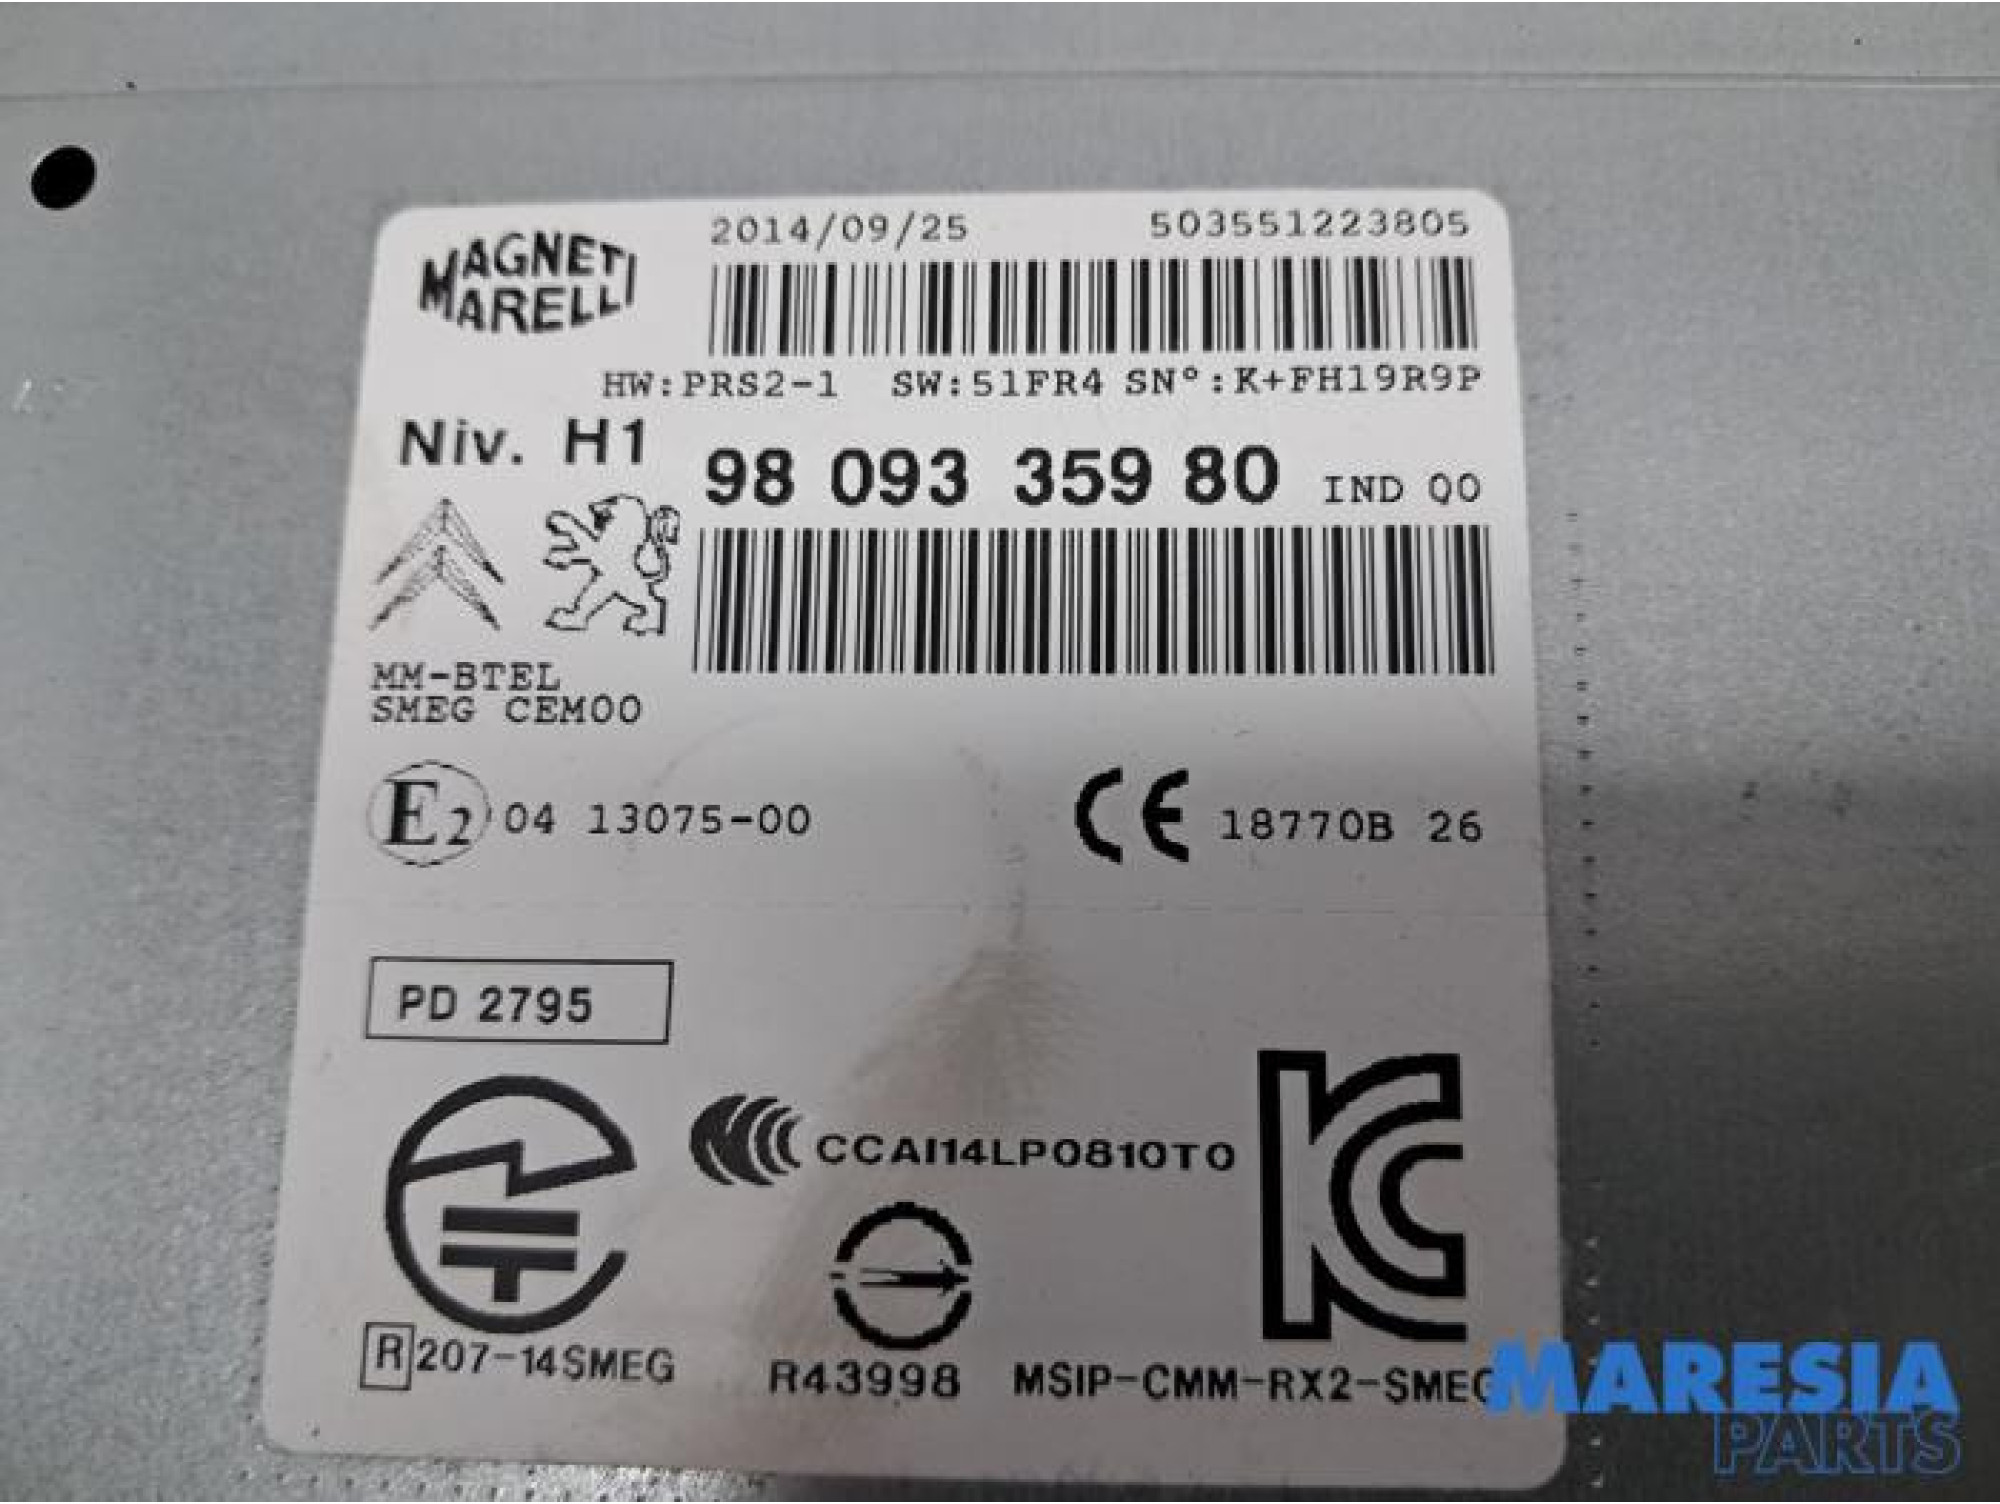 MAGNETI
MARELLI
2014/09/25 503551223805
HW:PRS2-1 SW:51FR4 SN°:K+FH19R9P
Niv. H1
98 093 359 80 IND 00
MM-BTEL
SMEG CEM00
E2 04 13075-00
CE 18770B 26
PD 2795
CCAI14LP0810T0
R 207-14SMEG
R43998
MSIP-CMM-RX2-SMEG
MARESIA
PARTS